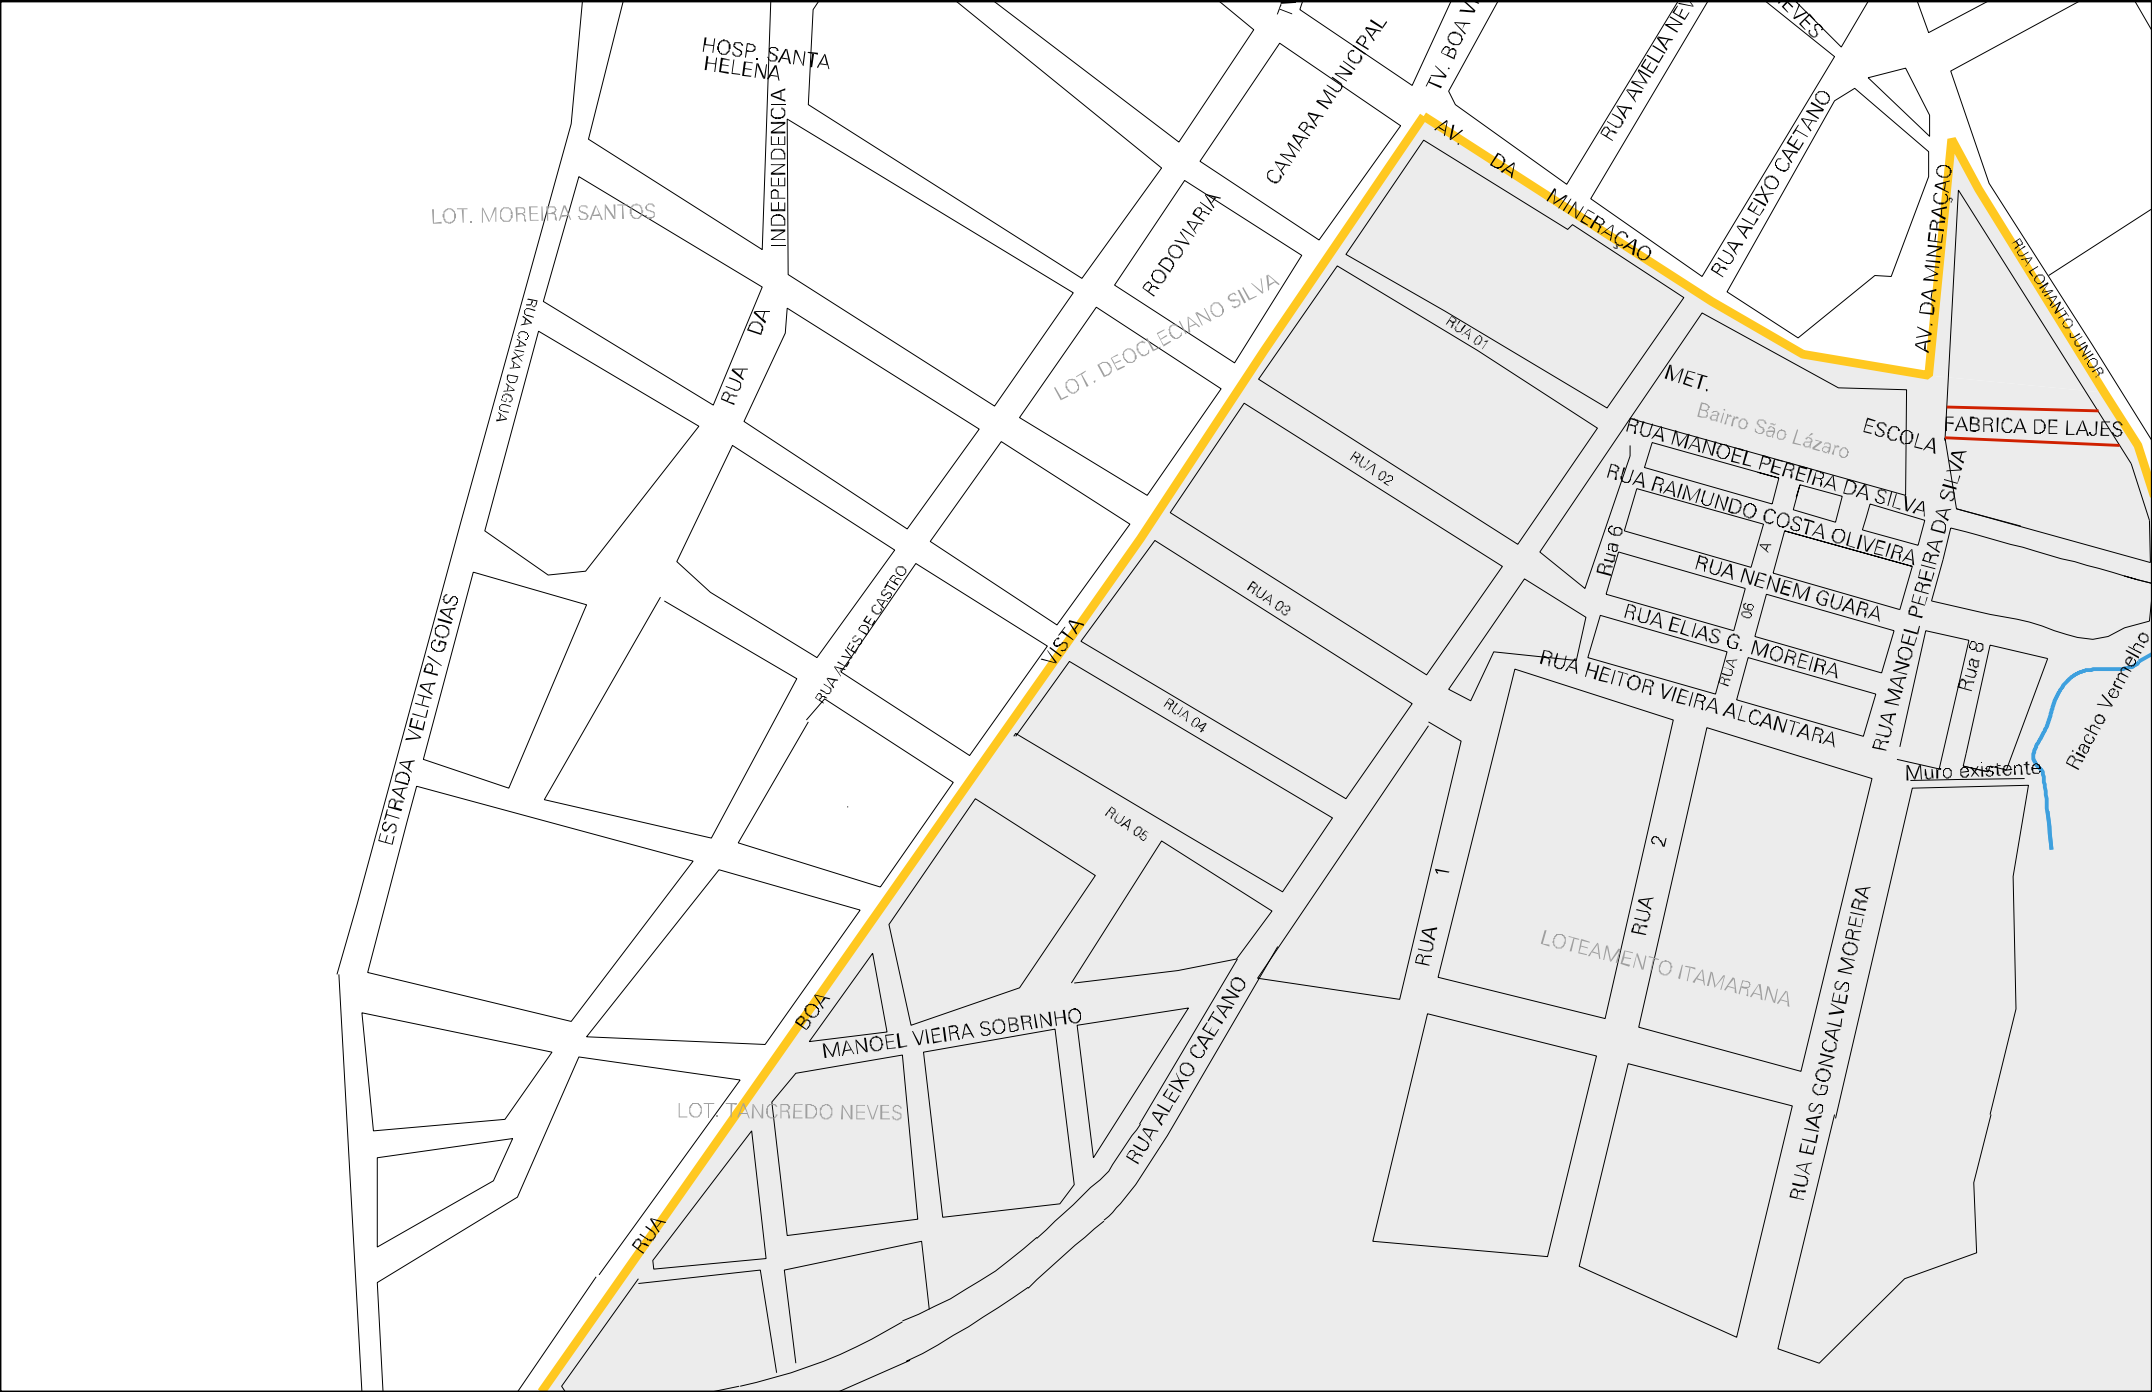 HOSP. SANTA
HELENA
INDEPENDENCIA
DA
RUA
LOT. MOREIRA SANTOS
RUA CAIXA DAGUA
ESTRADA VELHA P/ GOIAS
CAMARA MUNICIPAL
RODOVIARIA
LOT. DEOCLECIANO SILVA
RUA ALVES DE CASTRO
TV. BOA
RUA AMELIA
RUA ALEIXO CAETANO
AV. DA MINERAÇAO
AV. DA MINERAÇAO
RUA LOMANTO JUNIOR
RUA 01
RUA 02
RUA 03
RUA 04
RUA 05
MET.
Bairro São Lázaro
ESCOLA
FABRICA DE LAJES
RUA MANOEL PEREIRA DA SILVA
RUA RAIMUNDO COSTA OLIVEIRA
RUA NENEM GUARA
RUA ELIAS G. MOREIRA
RUA HEITOR VIEIRA ALCANTARA
Rua 6
RUA 06 A
RUA MANOEL PEREIRA DA SILVA
Rua 8
Riacho Vermelho
Muro existente
RUA 1
RUA 2
LOTEAMENTO ITAMARANA
RUA ELIAS GONCALVES MOREIRA
RUA ALEIXO CAETANO
MANOEL VIEIRA SOBRINHO
LOT. TANCREDO NEVES
RUA BOA VISTA